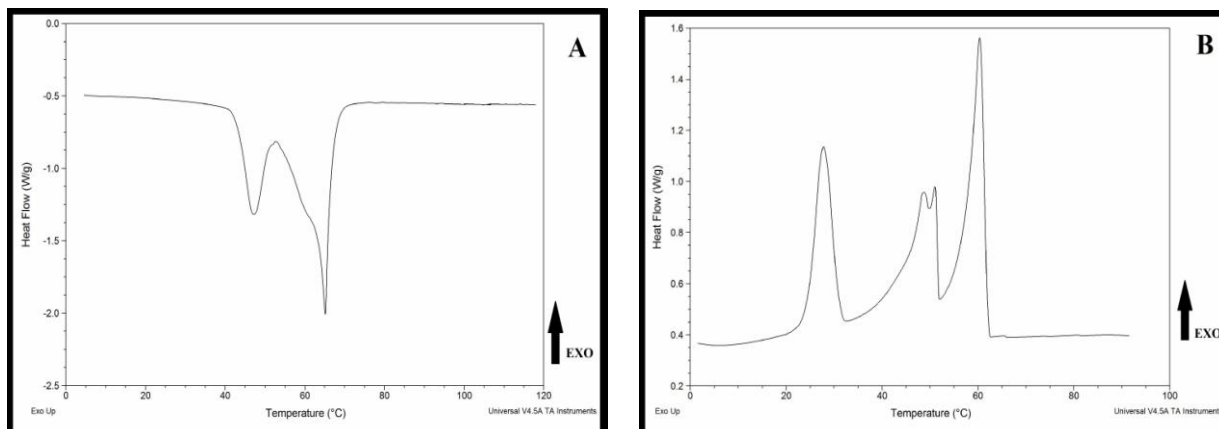 A
0.0
-0.5
-1.0
-1.5
-2.0
-2.5
Heat Flow (W/g)
0
20
40
60
80
100
120
Temperature (°C)
Exo Up
Universal V4.5A TA Instruments
EXO
B
1.6
1.4
1.2
1.0
0.8
0.6
0.4
0.2
Heat Flow (W/g)
0
20
40
60
80
100
Temperature (°C)
Exo Up
Universal V4.5A TA Instruments
EXO